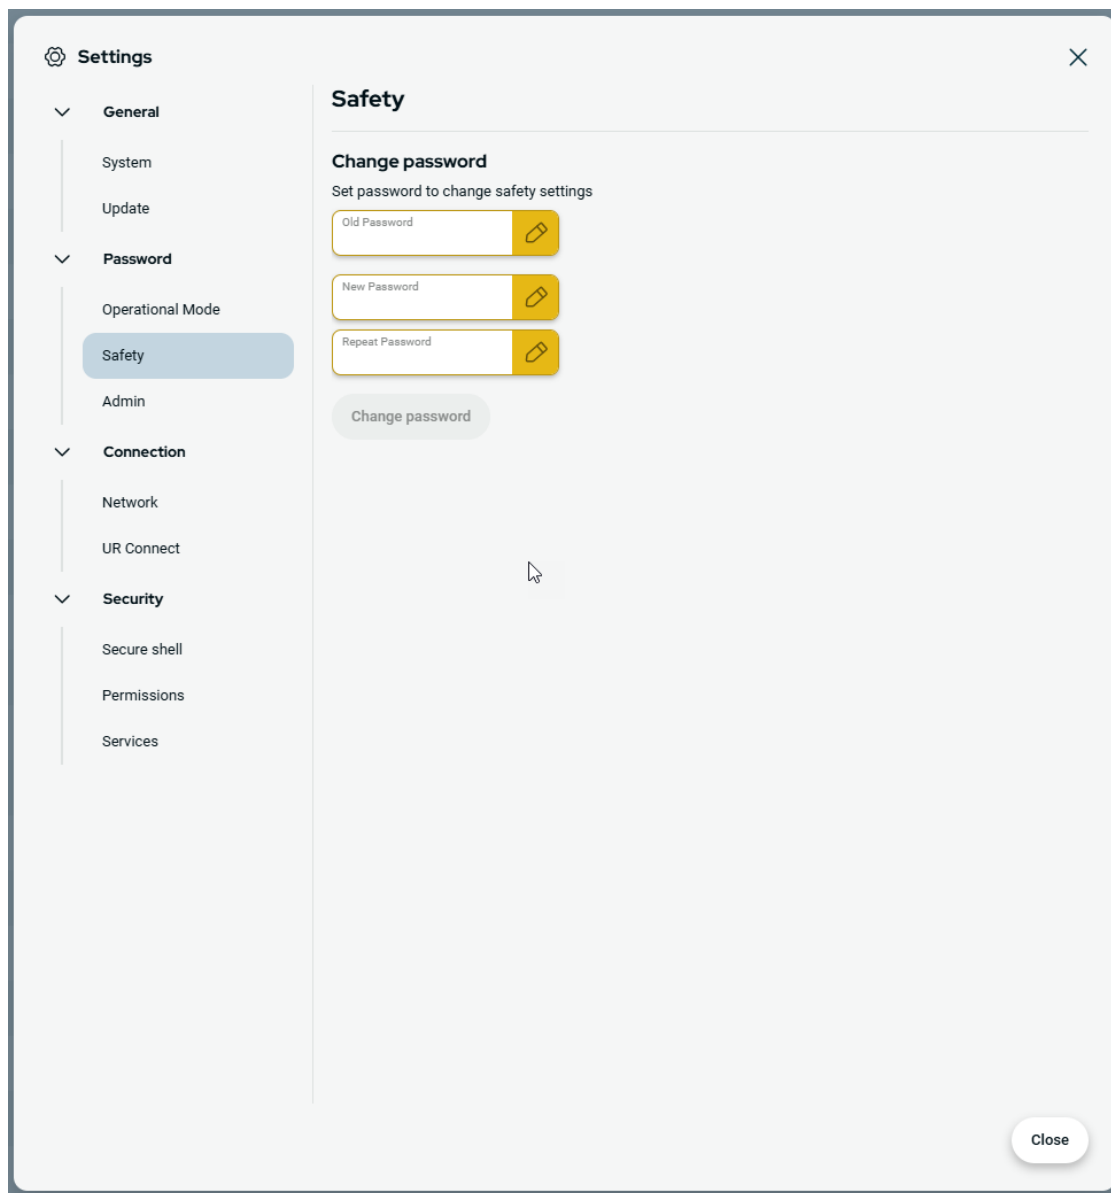 Settings
General
System
Update
Password
Operational Mode
Safety
Admin
Connection
Network
UR Connect
Security
Secure shell
Permissions
Services
Safety
Change password
Set password to change safety settings
Old Password
New Password
Repeat Password
Change password
Close